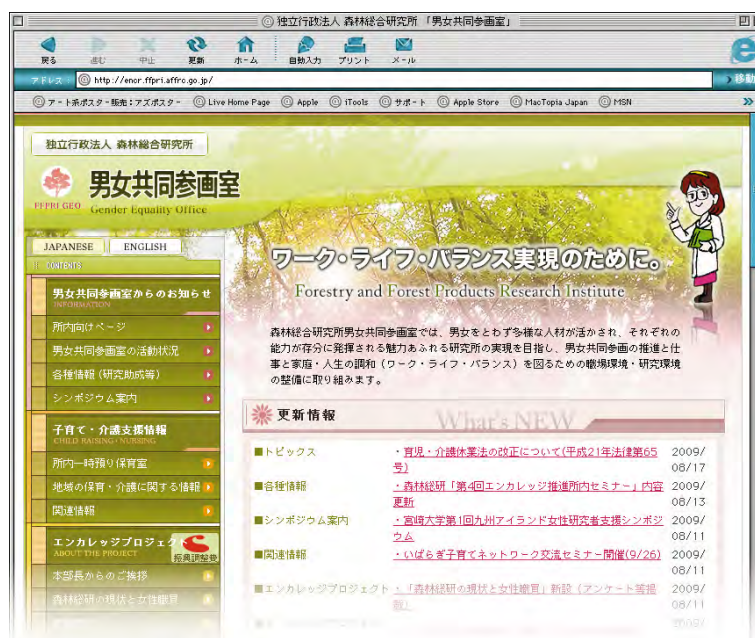 独立行政法人 森林総合研究所 「男女共同参画室」
戻る 進む 中止 更新 ホーム 自動入力 プリント メール
アドレス http://encr.ffpri.affrc.go.jp/ 移動
アート系ポスター販売:アズポスター Live Home Page Apple iTools サポート Apple Store MacTopia Japan MSN
独立行政法人 森林総合研究所
男女共同参画室
FFPRI GEO Gender Equality Office
JAPANESE ENGLISH
CONTENTS
男女共同参画室からのお知らせ
INFORMATION
所内向けページ
男女共同参画室の活動状況
各種情報(研究助成等)
シンポジウム案内
子育て・介護支援情報
CHILD RAISING・NURSING
所内一時預り保育室
地域の保育・介護に関する情報
関連情報
エンカレッジプロジェクト
ABOUT THE PROJECT
振興調整費
本部長からのご挨拶
森林総研の現状と女性職員
ワーク・ライフ・バランス実現のために。
Forestry and Forest Products Research Institute
森林総合研究所男女共同参画室では、男女をとわず多様な人材が活かされ、それぞれの
能力が存分に発揮される魅力あふれる研究所の実現を目指し、男女共同参画の推進と仕
事と家庭・人生の調和(ワーク・ライフ・バランス)を図るための職場環境・研究環境
の整備に取り組みます。
更新情報 What's NEW
■トピックス ・育児・介護休業法の改正について(平成21年法律第65 2009/
号) 08/17
■各種情報 ・森林総研「第4回エンカレッジ推進所内セミナー」内容 2009/
更新 08/13
■シンポジウム案内 ・宮崎大学第1回九州アイランド女性研究者支援シンポジ 2009/
ウム 08/11
■関連情報 ・いばらぎ子育てネットワーク交流セミナー開催(9/26) 2009/
08/11
■エンカレッジプロジェクト ・「森林総研の現状と女性職員」新設(アンケート等掲 2009/
載) 08/11
2009/